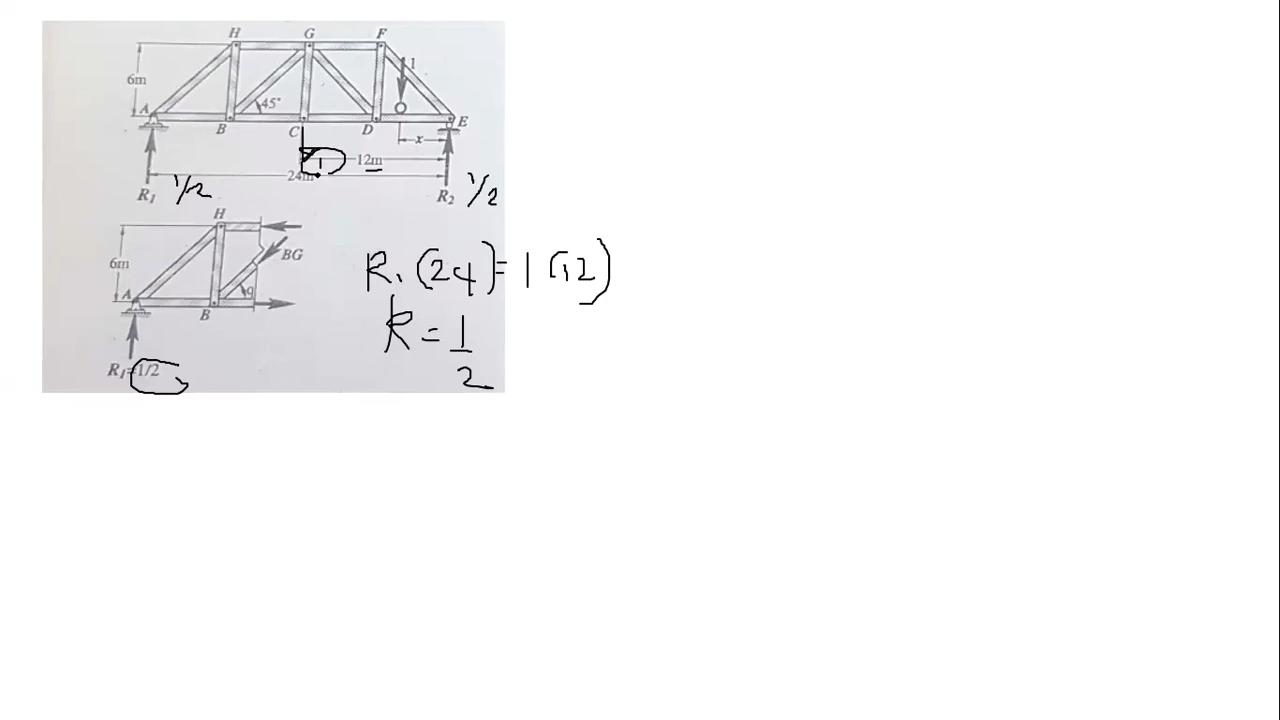 H G F
6m
1
A
45°
B C D E
x
1 12m
24m
R₁ 1/2 R₂ 1/2
H
BG
6m
A
B
R₁=1/2
R₁(24)=1(12)
R=1/2